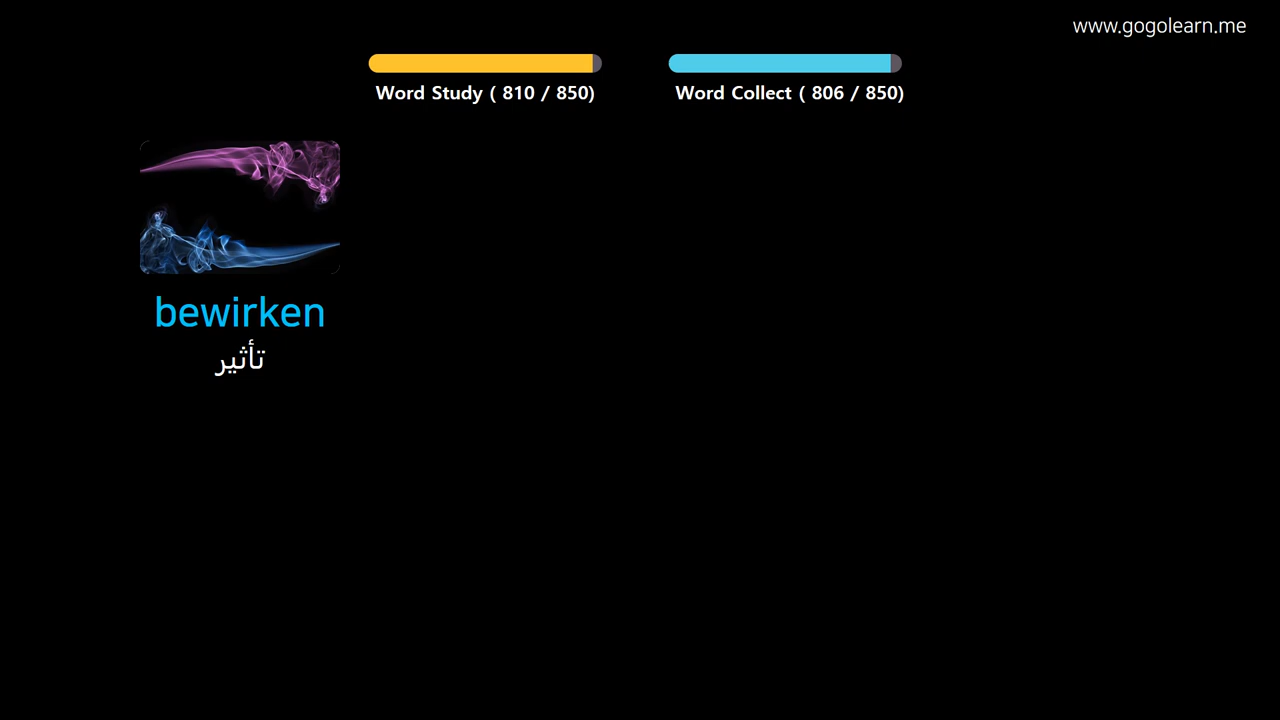 www.gogolearn.me
Word Study ( 810 / 850)
Word Collect ( 806 / 850)
bewirken
تأثير